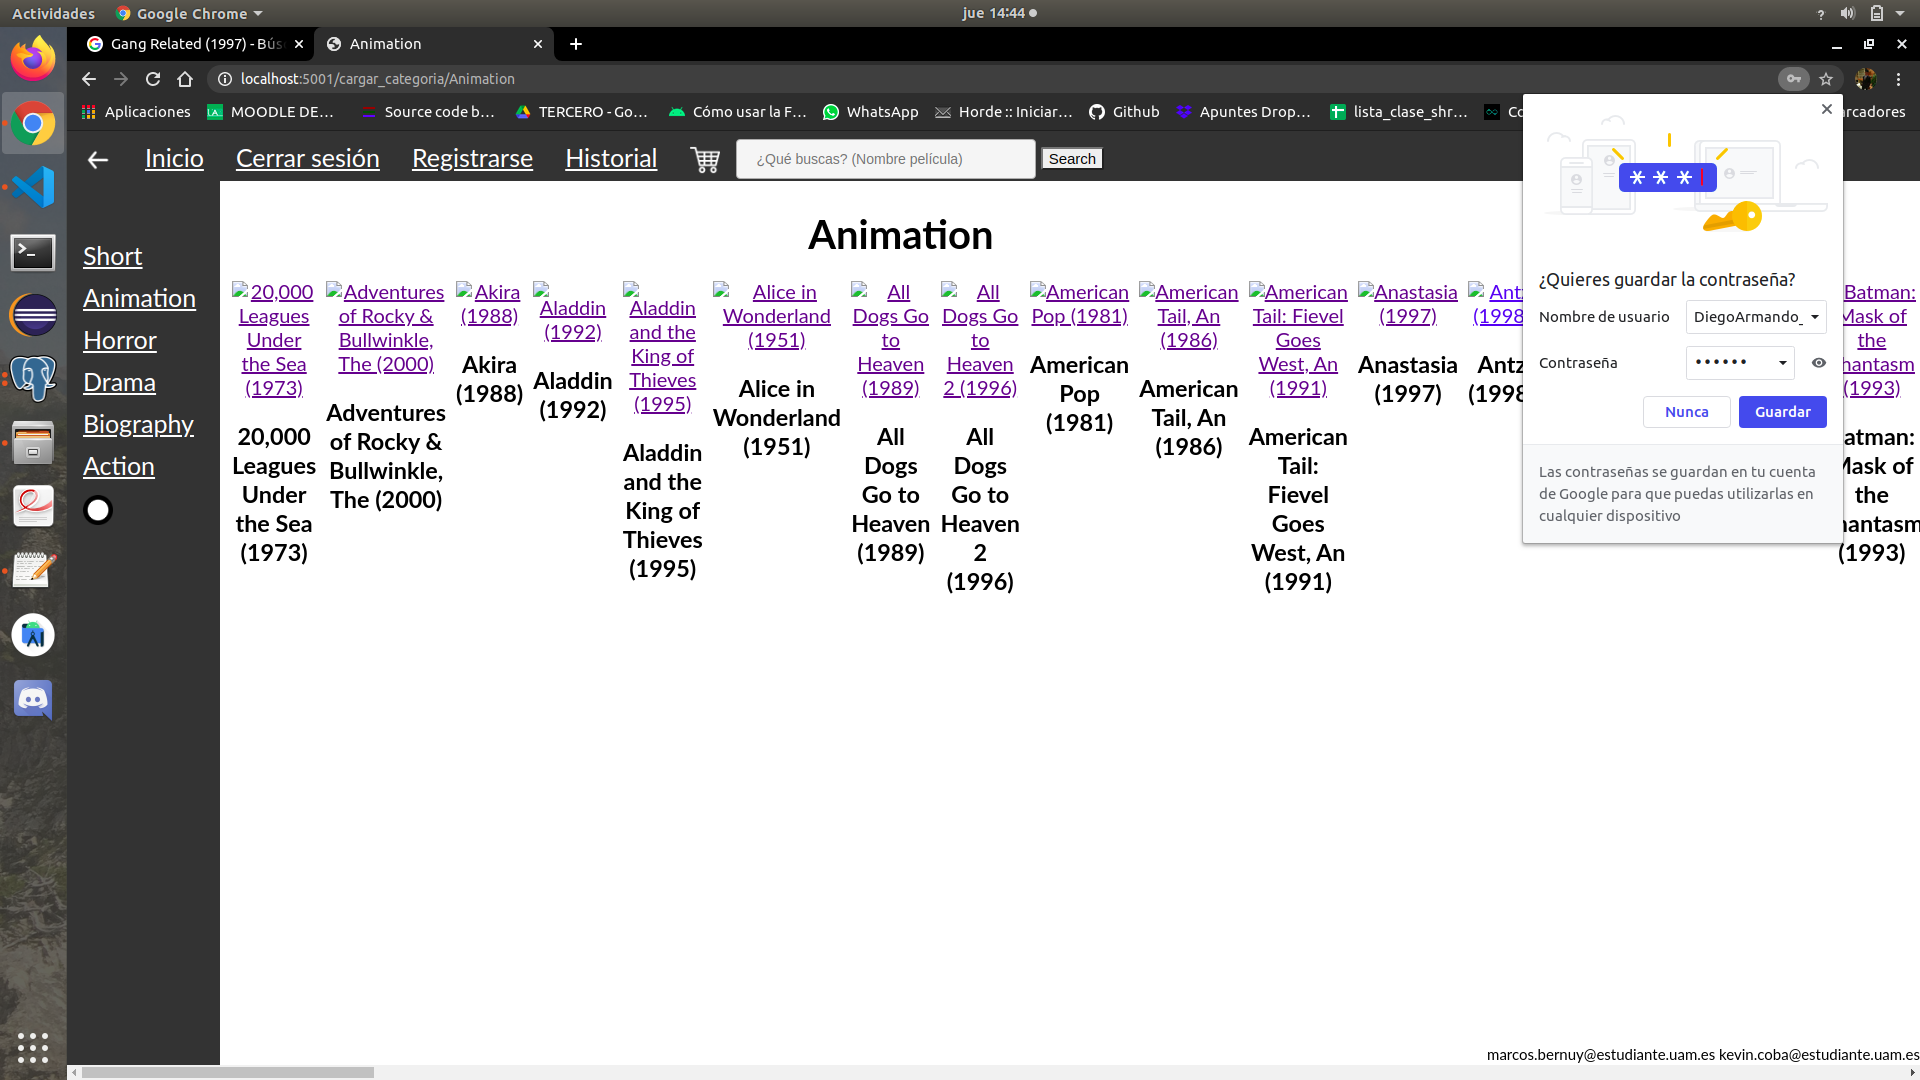 Actividades
Google Chrome
jue 14:44
Gang Related (1997) - Bús
Animation
localhost:5001/cargar_categoria/Animation
Aplicaciones
MOODLE DE...
Source code b...
TERCERO - Go...
Cómo usar la F...
WhatsApp
Horde :: Iniciar...
Github
Apuntes Drop...
lista_clase_shr...
Co
arcadores
Inicio
Cerrar sesión
Registrarse
Historial
¿Qué buscas? (Nombre película)
Search
Short
Animation
Horror
Drama
Biography
Action
Animation
20,000
Leagues
Under
the Sea
(1973)
20,000
Leagues
Under
the Sea
(1973)
Adventures
of Rocky &
Bullwinkle,
The (2000)
Adventures
of Rocky &
Bullwinkle,
The (2000)
Akira
(1988)
Akira
(1988)
Aladdin
(1992)
Aladdin
(1992)
Aladdin
and the
King of
Thieves
(1995)
Aladdin
and the
King of
Thieves
(1995)
Alice in
Wonderland
(1951)
Alice in
Wonderland
(1951)
All
Dogs Go
to
Heaven
(1989)
All
Dogs
Go to
Heaven
(1989)
All
Dogs Go
to
Heaven
2 (1996)
All
Dogs
Go to
Heaven
2
(1996)
American
Pop (1981)
American
Pop
(1981)
American
Tail, An
(1986)
American
Tail, An
(1986)
American
Tail: Fievel
Goes
West, An
(1991)
American
Tail:
Fievel
Goes
West, An
(1991)
Anastasia
(1997)
Anastasia
(1997)
Antz
(1998
Antz
(1998
Batman:
Mask of
the
hantasm
(1993)
atman:
Mask of
the
hantasm
(1993)
¿Quieres guardar la contraseña?
Nombre de usuario
DiegoArmando_
Contraseña
••••••
Nunca
Guardar
Las contraseñas se guardan en tu cuenta
de Google para que puedas utilizarlas en
cualquier dispositivo
marcos.bernuy@estudiante.uam.es kevin.coba@estudiante.uam.es